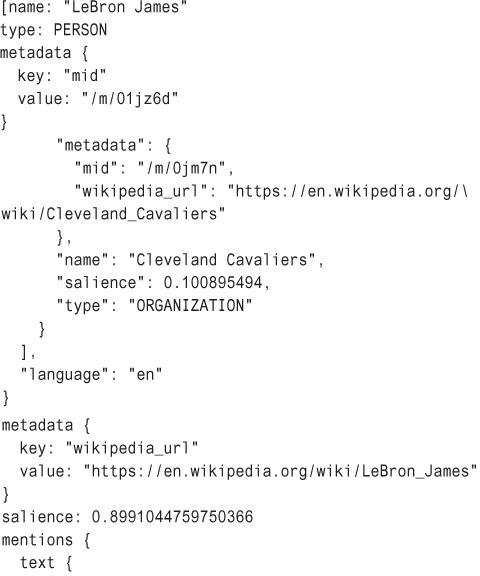 [name: "LeBron James"
type: PERSON
metadata {
  key: "mid"
  value: "/m/01jz6d"
}
      "metadata": {
        "mid": "/m/0jm7n",
        "wikipedia_url": "https://en.wikipedia.org/\
wiki/Cleveland_Cavaliers"
      },
      "name": "Cleveland Cavaliers",
      "salience": 0.100895494,
      "type": "ORGANIZATION"
    }
  ],
  "language": "en"
}
metadata {
  key: "wikipedia_url"
  value: "https://en.wikipedia.org/wiki/LeBron_James"
}
salience: 0.8991044759750366
mentions {
  text {